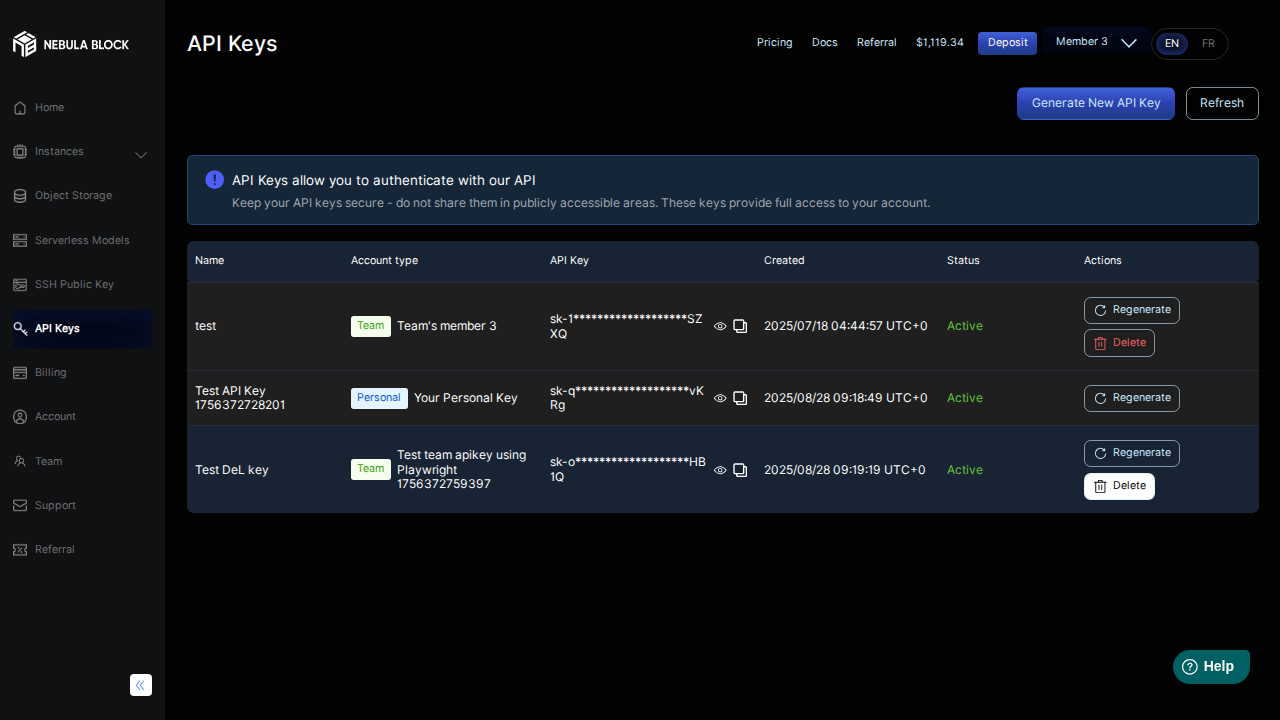 NEBULA BLOCK
Home
Instances
Object Storage
Serverless Models
SSH Public Key
API Keys
Billing
Account
Team
Support
Referral
API Keys
Pricing Docs Referral $1,119.34 Deposit Member 3 EN FR
Generate New API Key Refresh
API Keys allow you to authenticate with our API
Keep your API keys secure - do not share them in publicly accessible areas. These keys provide full access to your account.
Name Account type API Key Created Status Actions
test Team Team's member 3 sk-1*******************SZ
XQ 2025/07/18 04:44:57 UTC+0 Active Regenerate
Delete
Test API Key
1756372728201 Personal Your Personal Key sk-q*******************vK
Rg 2025/08/28 09:18:49 UTC+0 Active Regenerate
Test DeL key Team Test team apikey using
Playwright
1756372759397 sk-o*******************HB
1Q 2025/08/28 09:19:19 UTC+0 Active Regenerate
Delete
Help